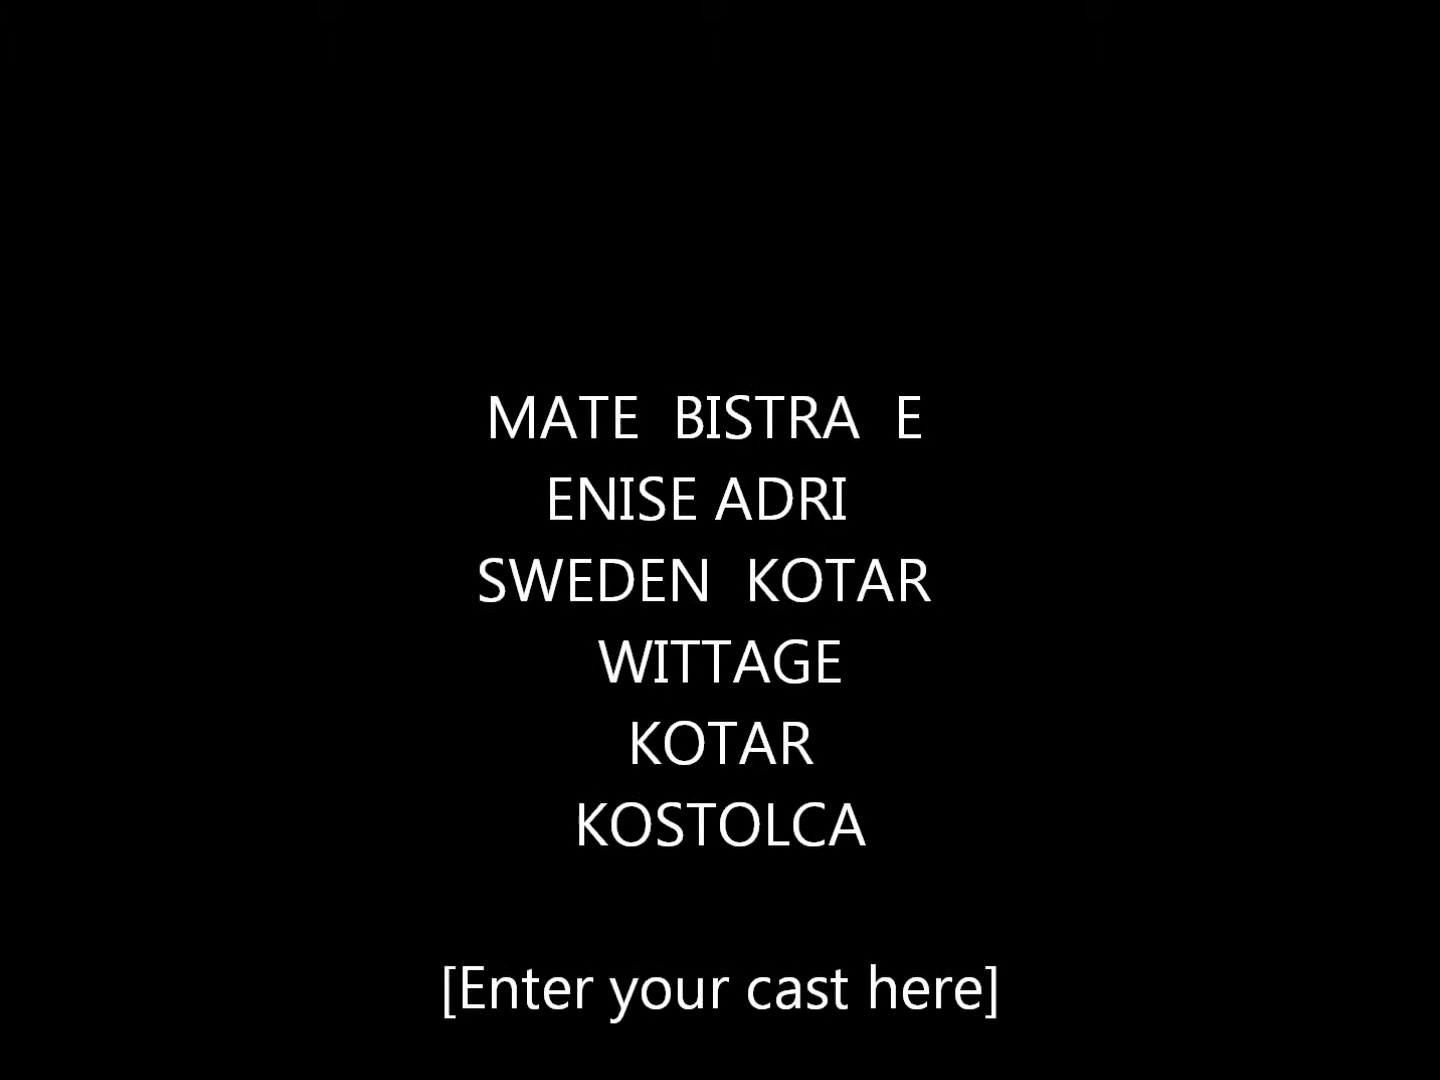 MATE  BISTRA  E
ENISE ADRI
SWEDEN  KOTAR
WITTAGE
KOTAR
KOSTOLCA
[Enter your cast here]